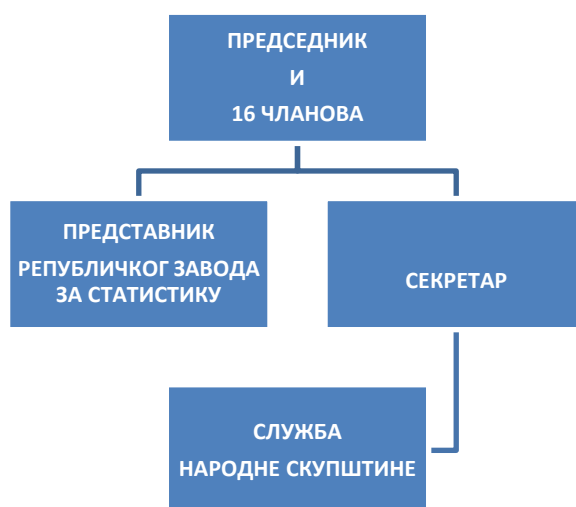 ПРЕДСЕДНИК
И
16 ЧЛАНОВА
ПРЕДСТАВНИК
РЕПУБЛИЧКОГ ЗАВОДА
ЗА СТАТИСТИКУ
СЕКРЕТАР
СЛУЖБА
НАРОДНЕ СКУПШТИНЕ